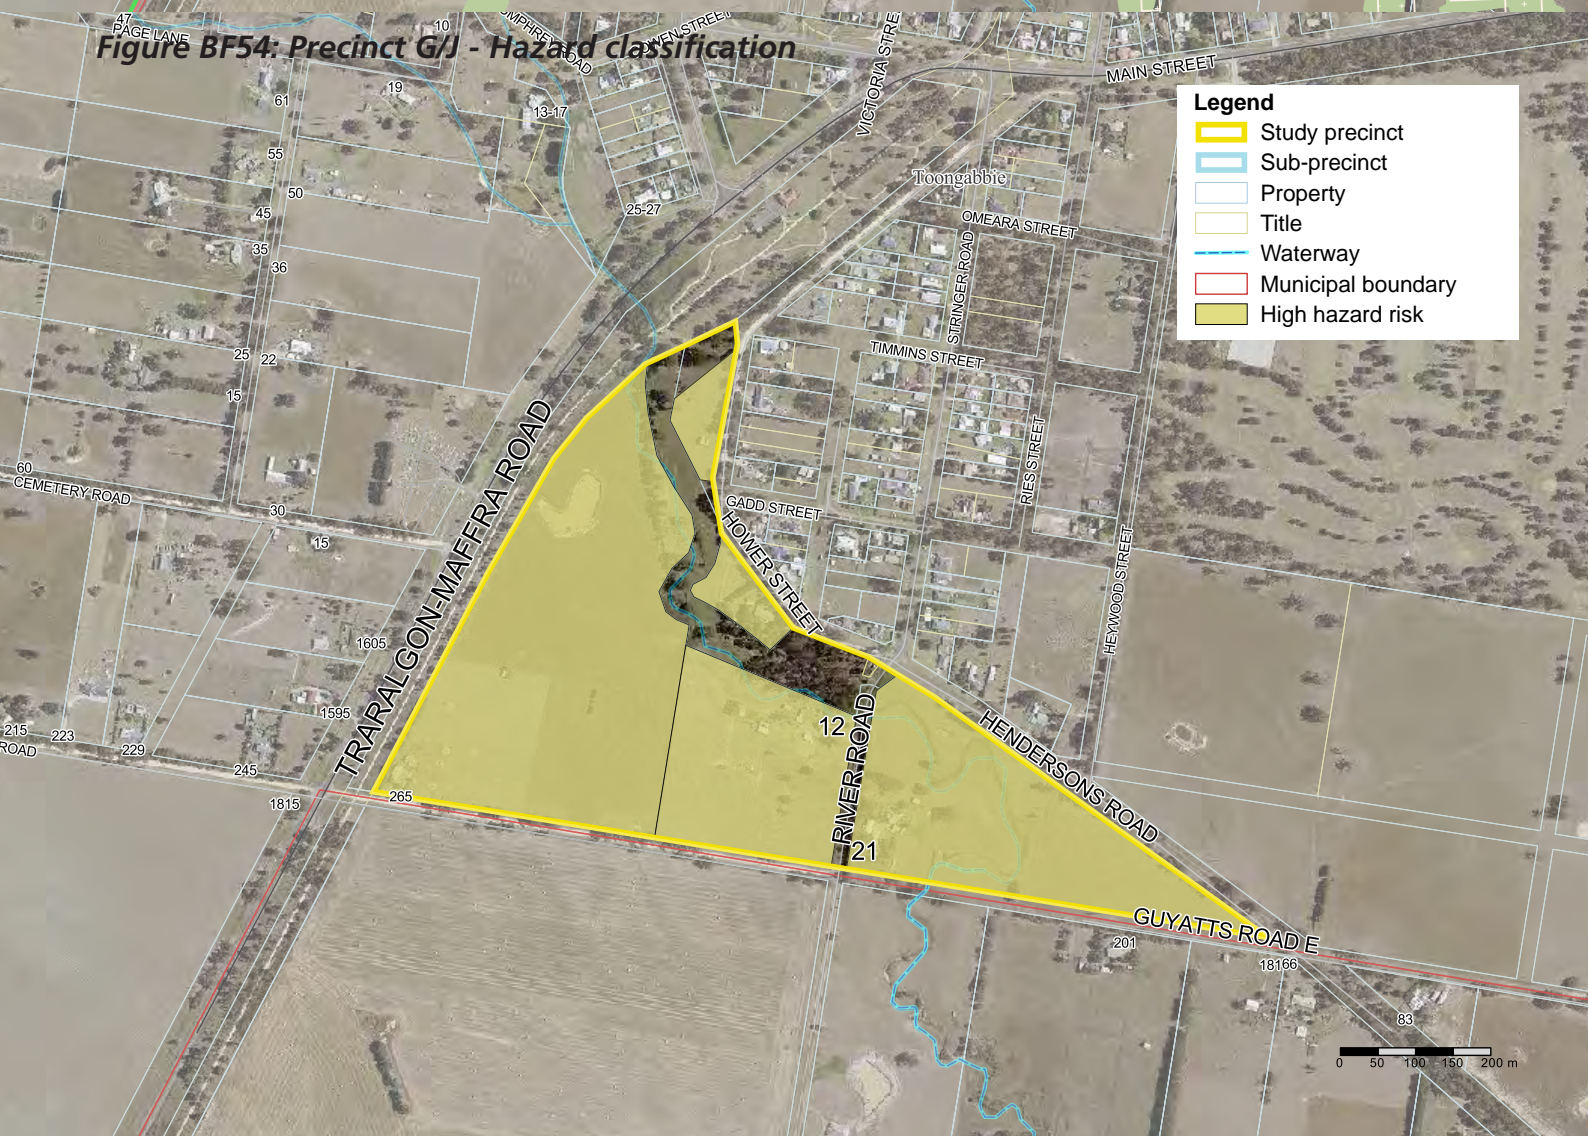 47
PAGE LANE
Figure BF54: Precinct G/J - Hazard classification
10
19
61
13-17
VICTORIA STRE
MAIN STREET
55
50
45
25-27
35
36
Toongabbie
OMEARA STREET
STRINGER ROAD
TIMMINS STREET
RIES STREET
HEYWOOD STREET
GADD STREET
HOWER STREET
25
22
15
60
CEMETERY ROAD
30
15
TRARALGON-MAFFRA ROAD
1605
1595
215
223
ROAD
229
245
1815
265
12
RIVER ROAD
21
HENDERSONS ROAD
GUYATTS ROAD E
201
18166
83
Legend
Study precinct
Sub-precinct
Property
Title
Waterway
Municipal boundary
High hazard risk
0 50 100 150 200 m